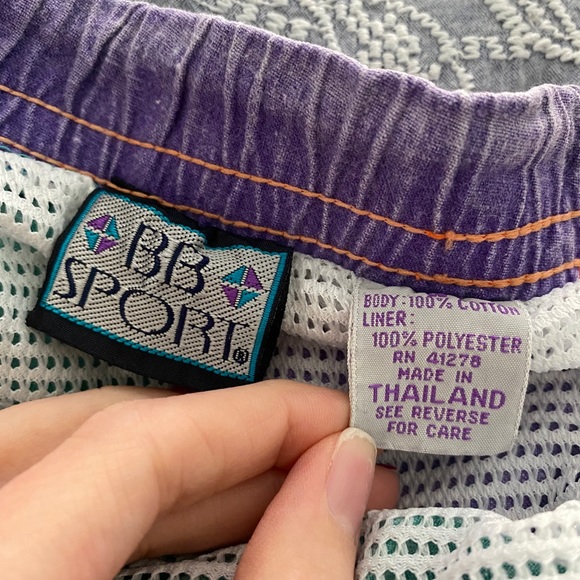 BB
SPORT®
BODY: 100% COTTON
LINER:
100% POLYESTER
RN 41278
MADE IN
THAILAND
SEE REVERSE
FOR CARE